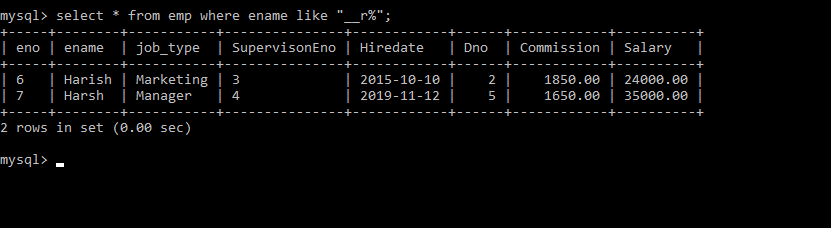 mysql> select * from emp where ename like "__r%";
+-----+--------+-----------+---------------+------------+------+------------+----------+
| eno | ename  | job_type  | SupervisonEno | Hiredate   | Dno  | Commission | Salary   |
+-----+--------+-----------+---------------+------------+------+------------+----------+
| 6   | Harish | Marketing | 3             | 2015-10-10 |    2 |    1850.00 | 24000.00 |
| 7   | Harsh  | Manager   | 4             | 2019-11-12 |    5 |    1650.00 | 35000.00 |
+-----+--------+-----------+---------------+------------+------+------------+----------+
2 rows in set (0.00 sec)
mysql> _